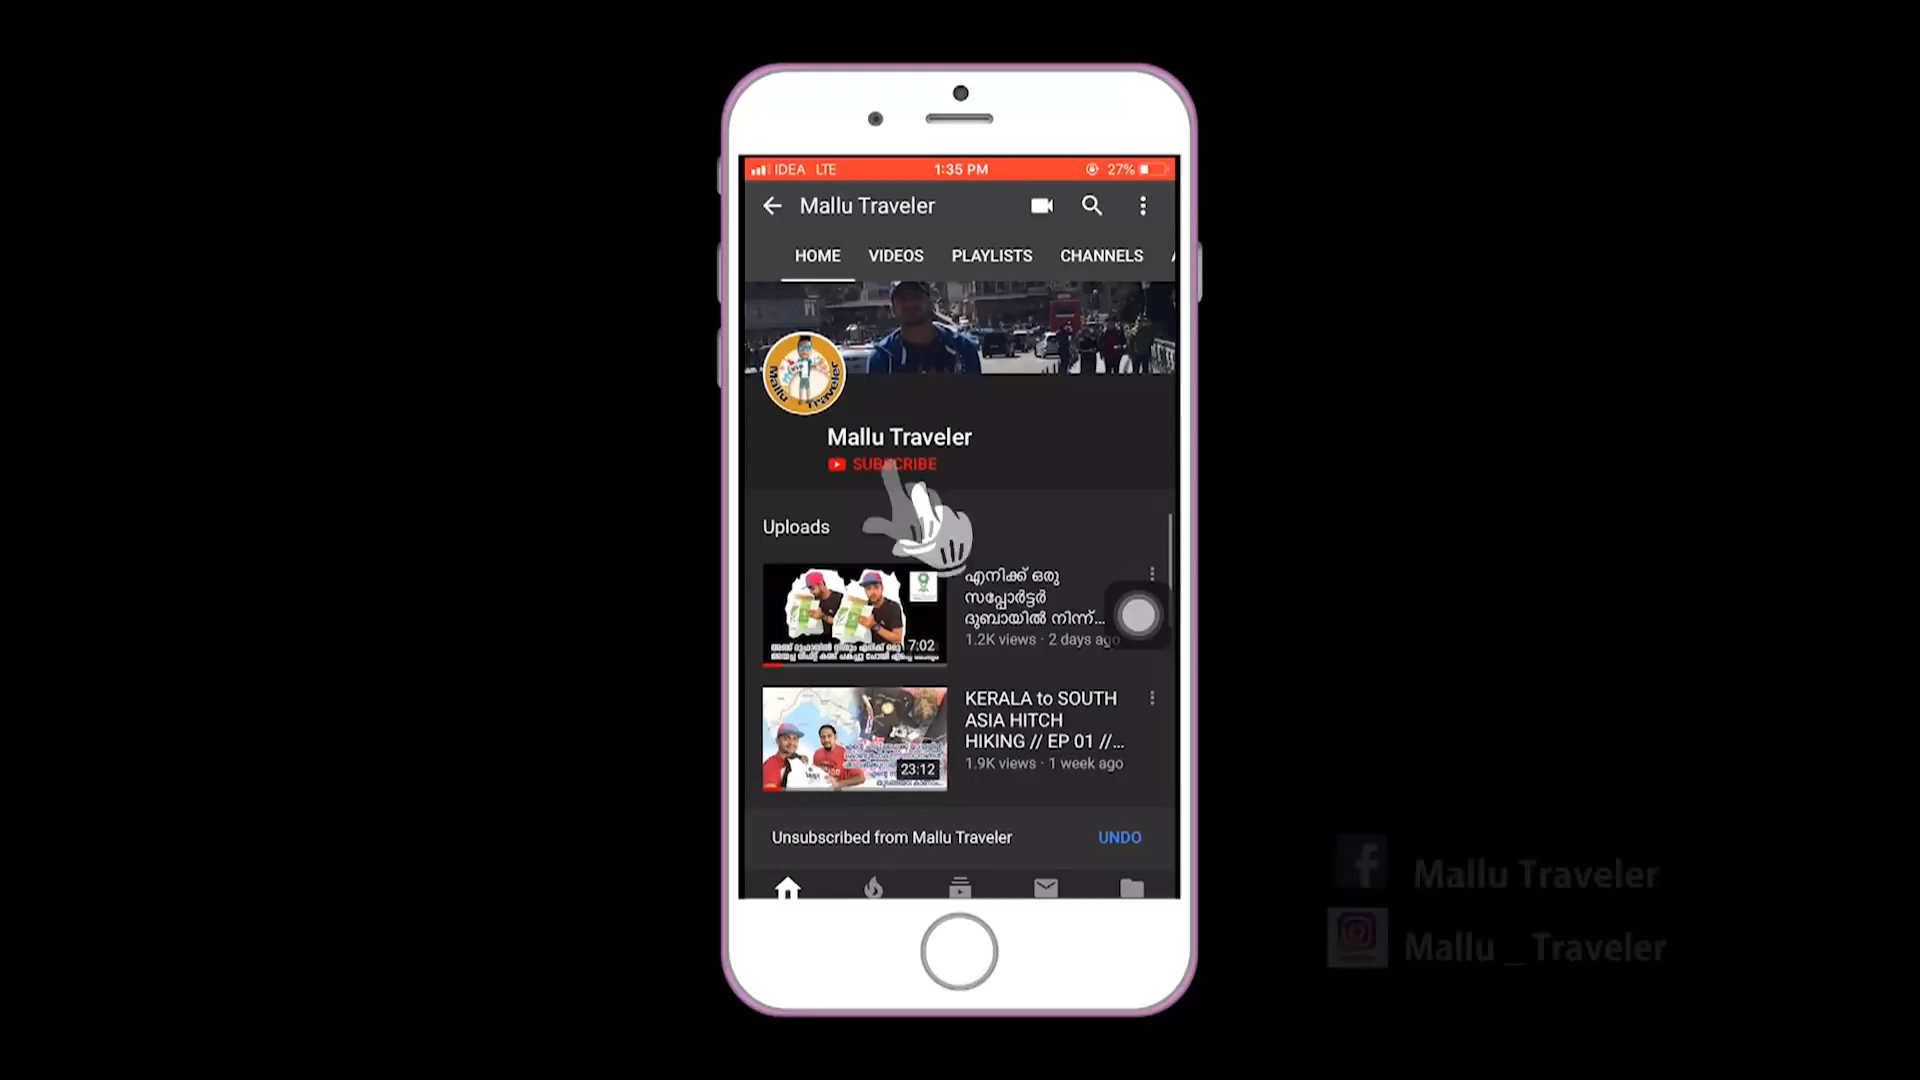 IDEA LTE 1:35 PM 27%
Mallu Traveler
HOME VIDEOS PLAYLISTS CHANNELS
Mallu Traveler
Mallu Traveler
SUBSCRIBE
Uploads
എനിക്ക് ഒരു
സപ്പോർട്ടർ
ദുബായിൽ നിന്ന്...
1.2K views · 2 days ago
7:02
KERALA to SOUTH
ASIA HITCH
HIKING // EP 01 //...
1.9K views · 1 week ago
23:12
Unsubscribed from Mallu Traveler UNDO
Mallu Traveler
Mallu _ Traveler